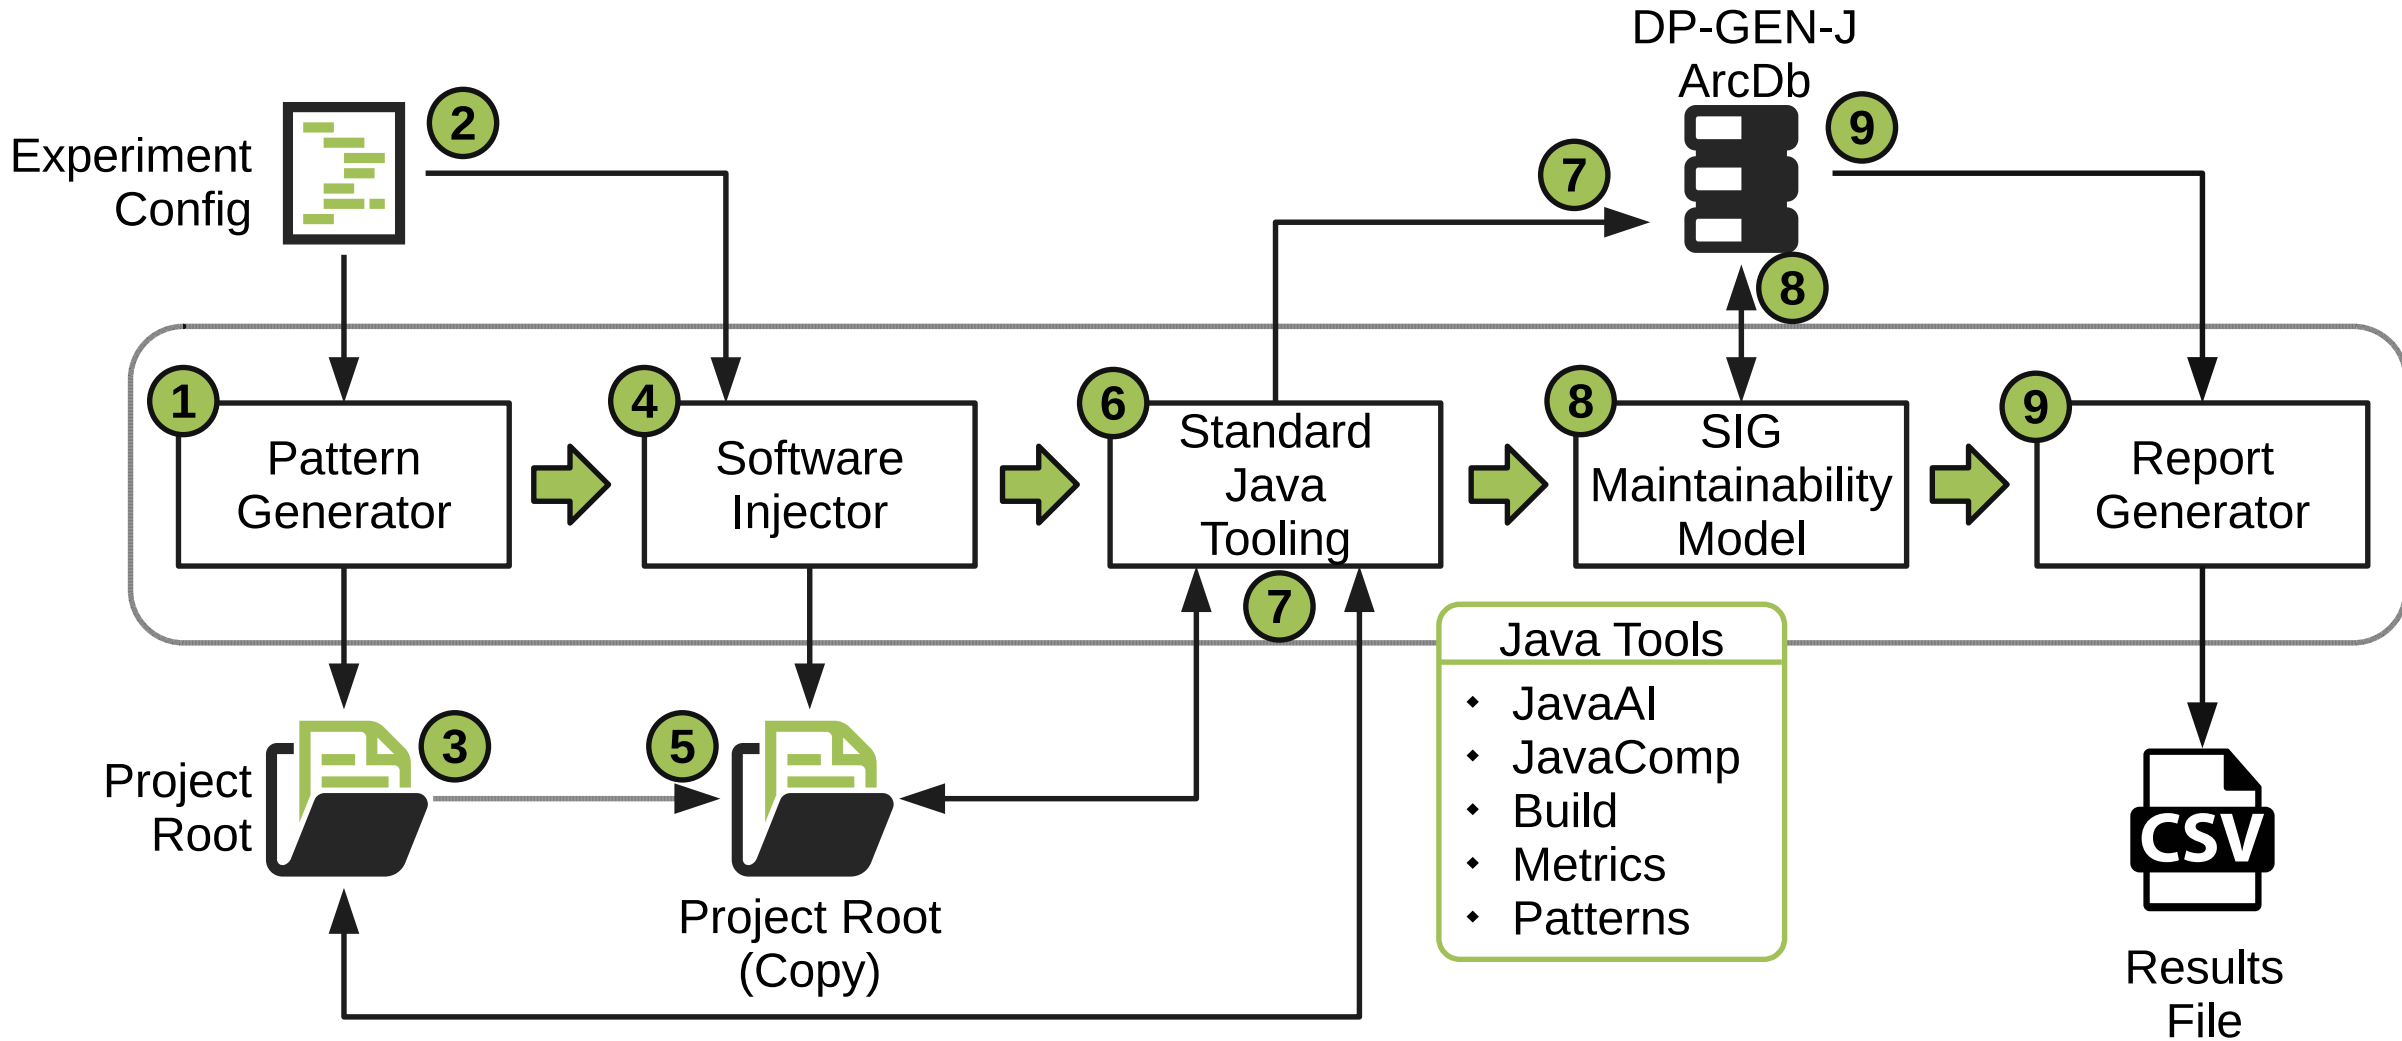 DP-GEN-J
ArcDb
Experiment
Config
2
7
9
8
1
4
6
8
9
Pattern
Generator
Software
Injector
Standard
Java
Tooling
SIG
Maintainability
Model
Report
Generator
7
Java Tools
JavaAI
JavaComp
Build
Metrics
Patterns
Project
Root
3
5
Project Root
(Copy)
CSV
Results
File